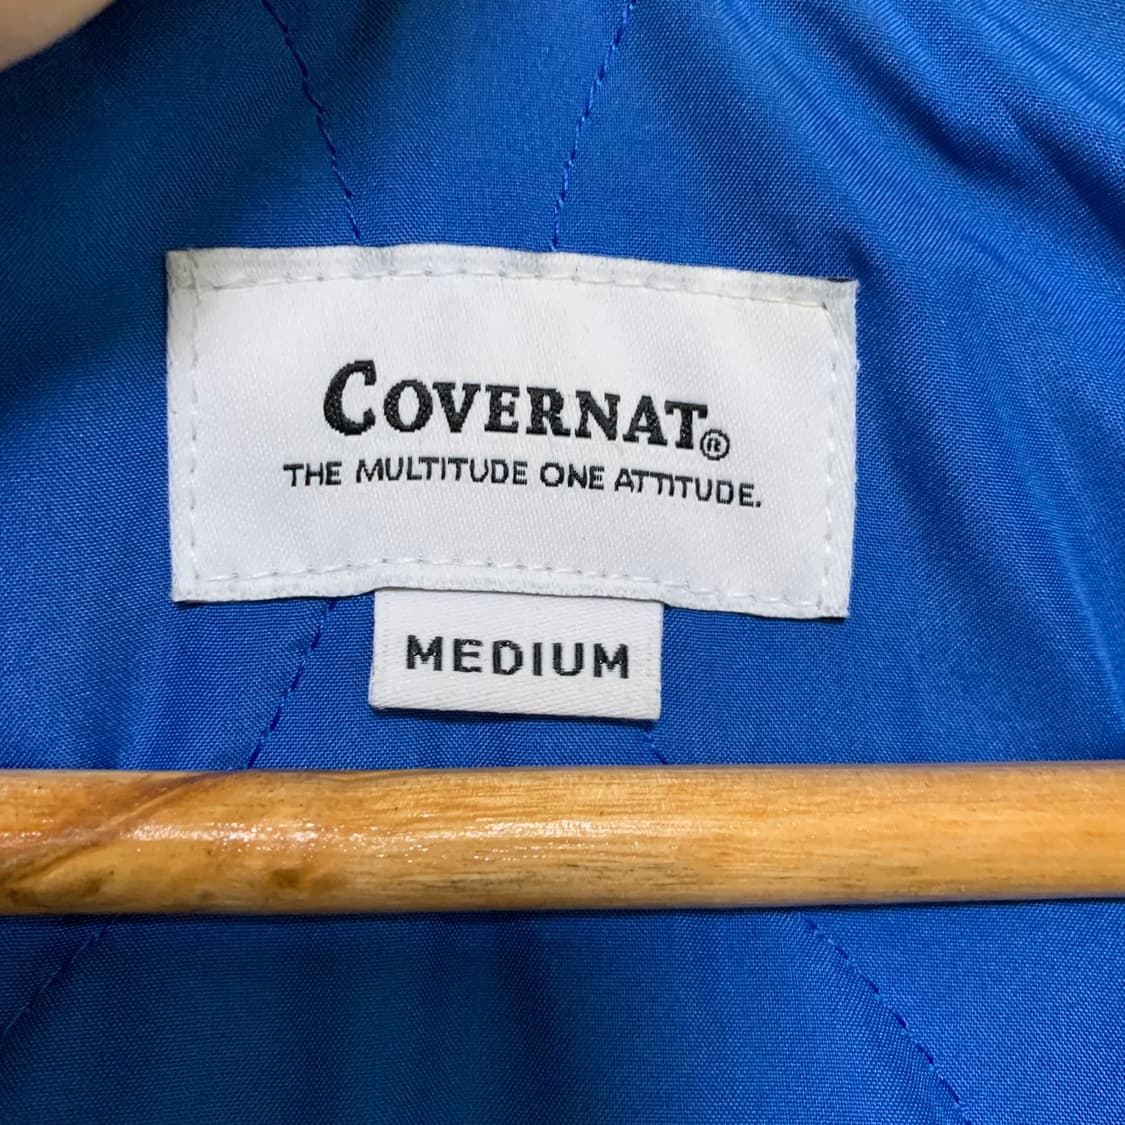 COVERNAT®
THE MULTITUDE ONE ATTITUDE.
MEDIUM